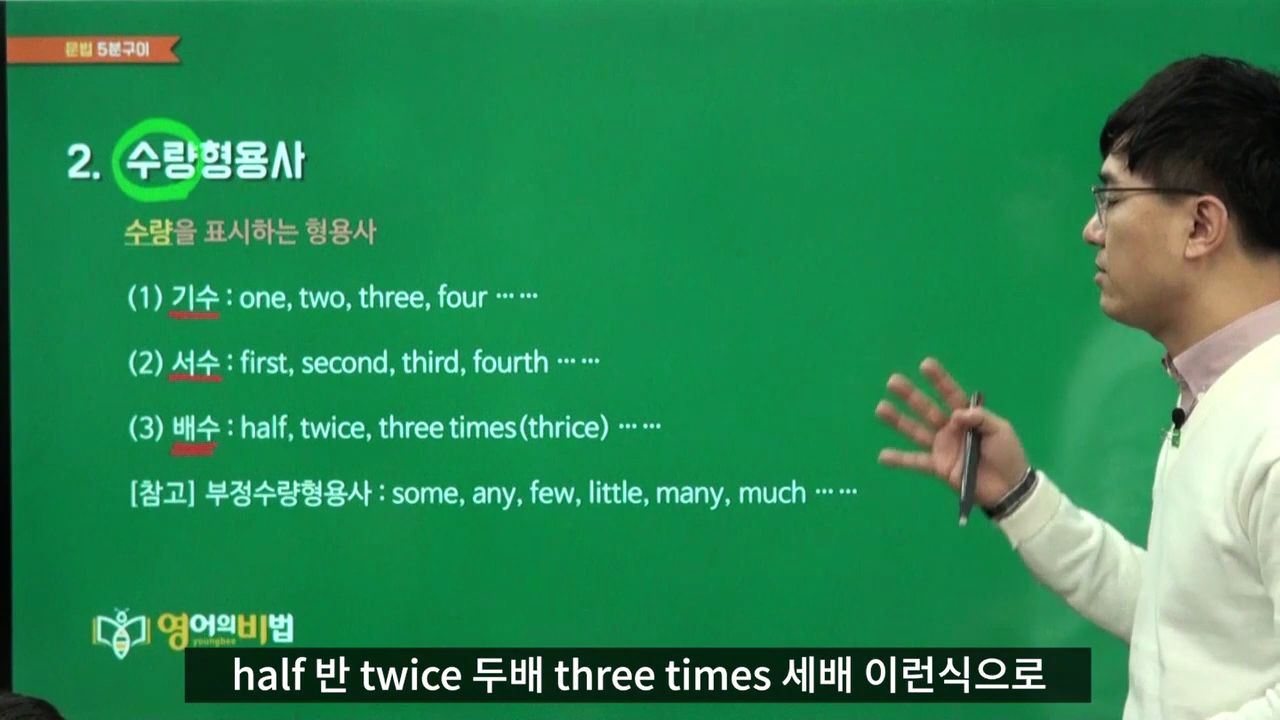 문법 5분구이
2. 수량형용사
수량을 표시하는 형용사
(1) 기수 : one, two, three, four ⋯ ⋯
(2) 서수 : first, second, third, fourth ⋯ ⋯
(3) 배수 : half, twice, three times(thrice) ⋯ ⋯
[참고] 부정수량형용사 : some, any, few, little, many, much ⋯ ⋯
영어의비법
youngbee
half 반 twice 두배 three times 세배 이런식으로